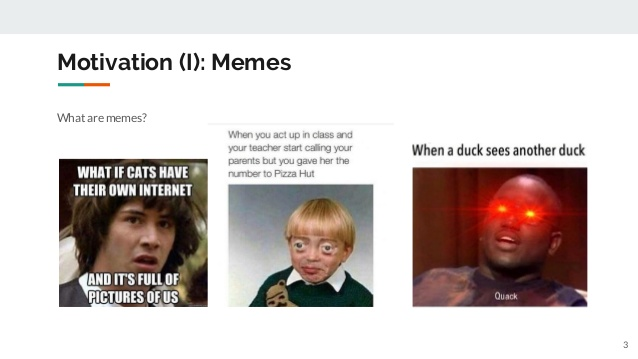 Motivation (I): Memes
What are memes?
WHAT IF CATS HAVE
THEIR OWN INTERNET
AND IT'S FULL OF
PICTURES OF US
When you act up in class and
your teacher start calling your
parents but you gave her the
number to Pizza Hut
When a duck sees another duck
Quack
3